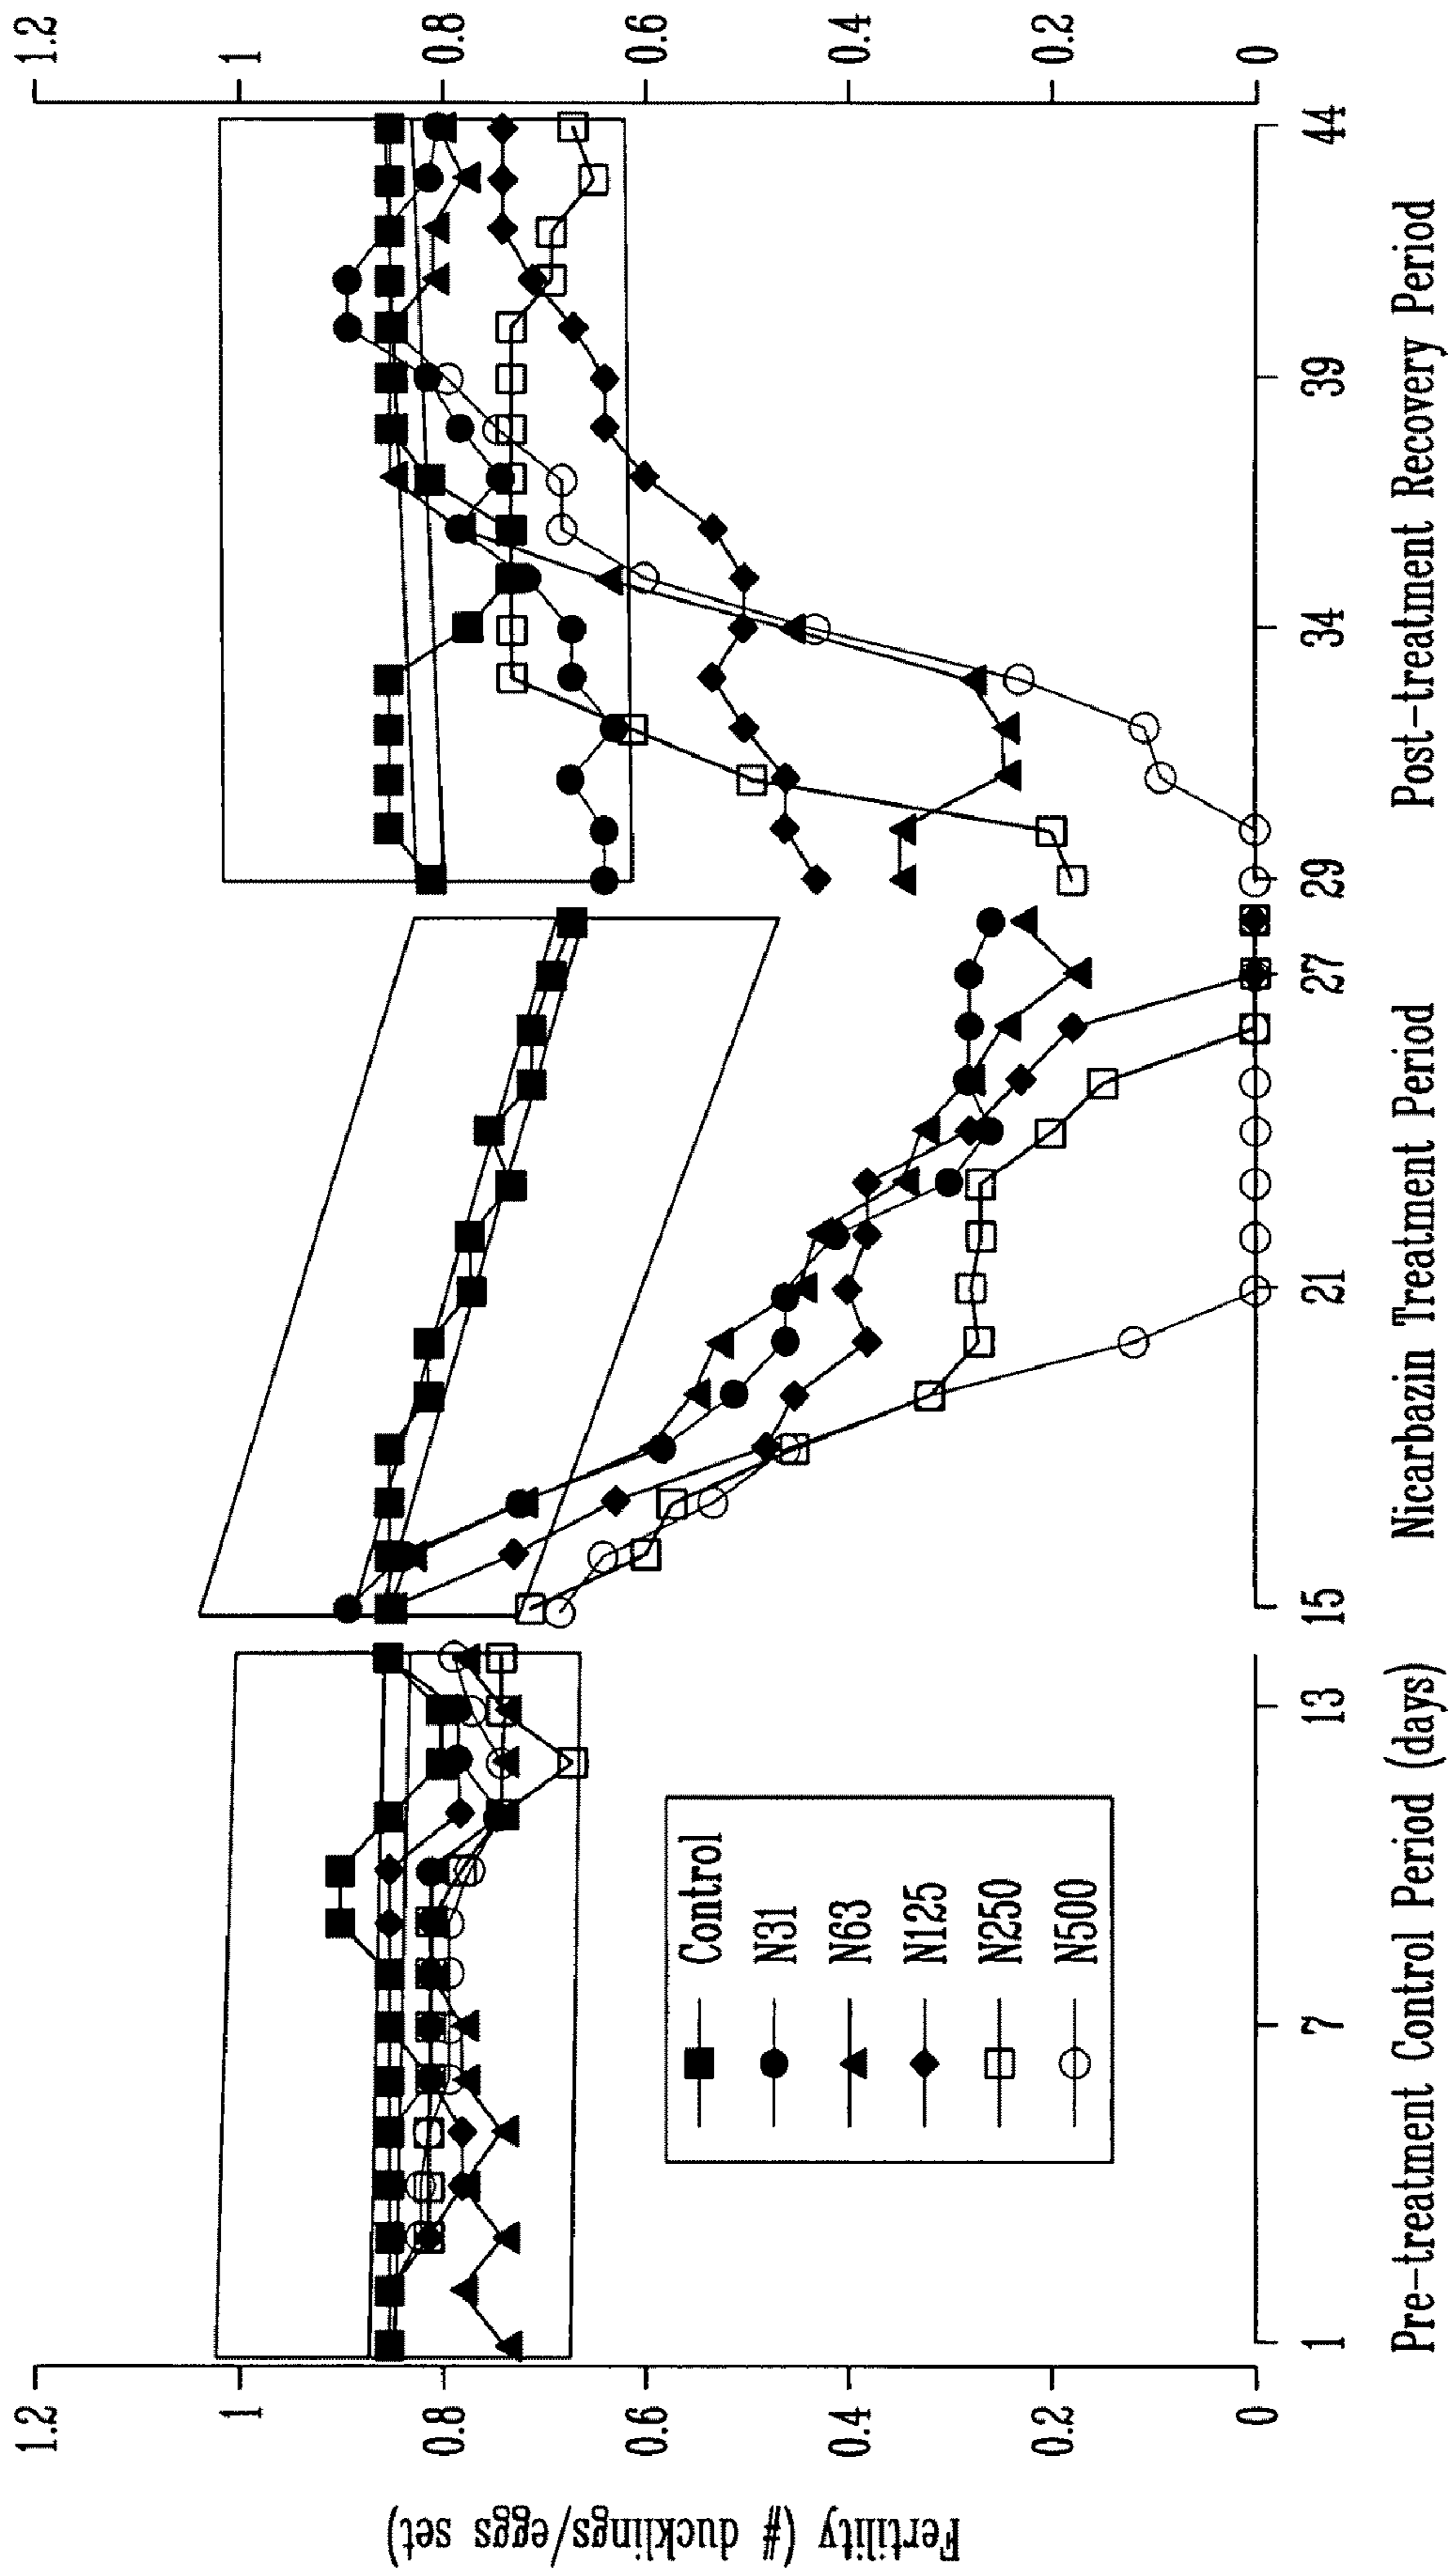 Fertility (# ducklings/eggs set)
1.2
1
0.8
0.6
0.4
0.2
0
1.2
1
0.8
0.6
0.4
0.2
0
Control
N31
N63
N125
N250
N500
1
7
13
15
21
27
29
34
39
44
Pre-treatment Control Period (days)
Nicarbazin Treatment Period
Post-treatment Recovery Period